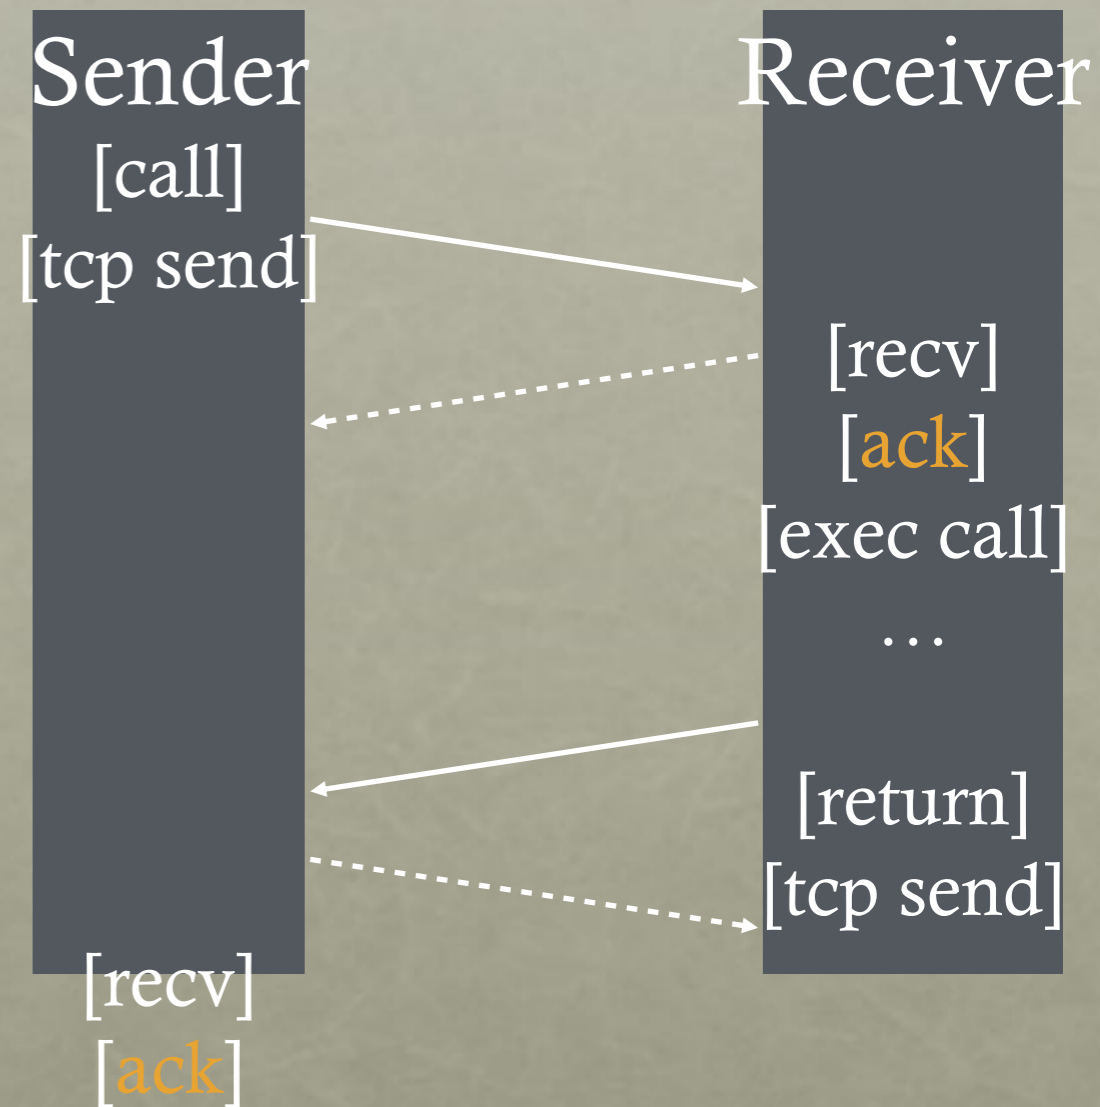 Sender
[call]
[tcp send]
[recv]
[ack]
Receiver
[recv]
[ack]
[exec call]
…
[return]
[tcp send]